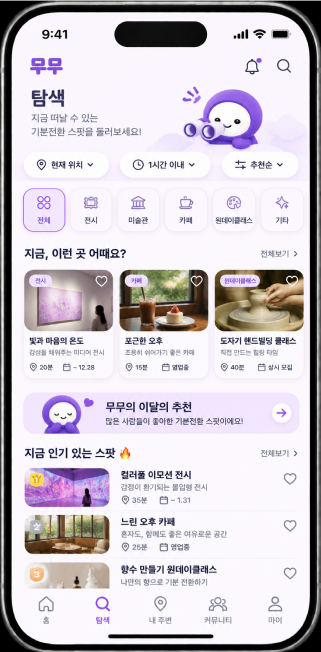 9:41
무무
탐색
지금 떠날 수 있는
기분전환 스팟을 둘러보세요!
현재 위치
1시간 이내
추천순
전체
전시
미술관
카페
원데이클래스
기타
지금, 이런 곳 어때요?
전체보기 >
전시
카페
원데이클래스
빛과 마음의 온도
포근한 오후
도자기 핸드빌딩 클래스
감성을 채워주는 미디어 전시
조용히 쉬어가기 좋은 카페
직접 만드는 힐링 타임
20분
~ 12.28
15분
영업중
40분
상시 모집
무무의 이달의 추천
많은 사람들이 좋아한 기분전환 스팟이에요!
지금 인기 있는 스팟 🔥
전체보기 >
1
컬러풀 이모션 전시
감정이 환기되는 몰입형 전시
35분
~ 1.31
2
느린 오후 카페
혼자도, 함께도 좋은 여유로운 공간
25분
영업중
3
향수 만들기 원데이클래스
나만의 향으로 기분 전환하기
홈
탐색
내 주변
커뮤니티
마이